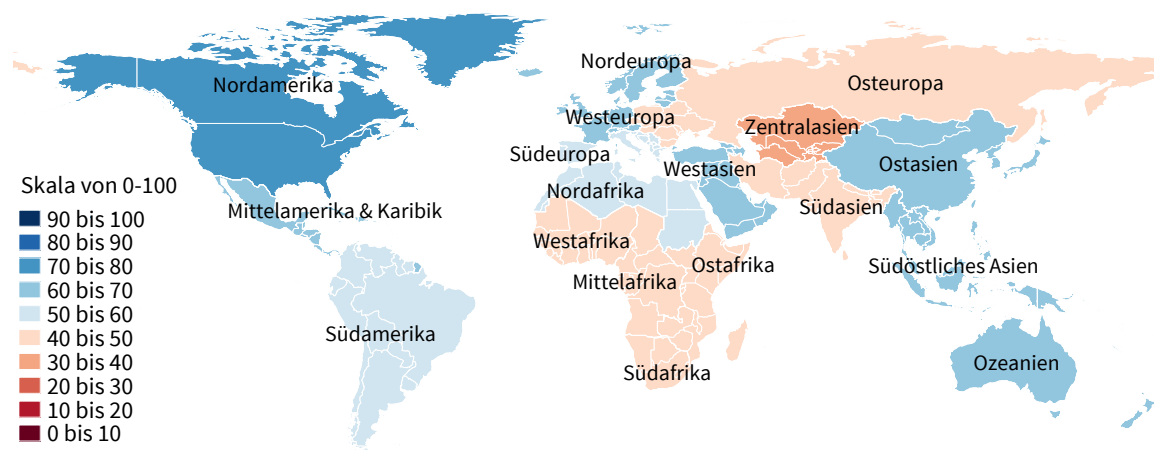 Nordamerika
Nordeuropa
Osteuropa
Westeuropa
Zentralasien
Südeuropa
Westasien
Ostasien
Nordafrika
Südasien
Mittelamerika & Karibik
Westafrika
Ostafrika
Mittelafrika
Südöstliches Asien
Südamerika
Südafrika
Ozeanien
Skala von 0-100
90 bis 100
80 bis 90
70 bis 80
60 bis 70
50 bis 60
40 bis 50
30 bis 40
20 bis 30
10 bis 20
0 bis 10